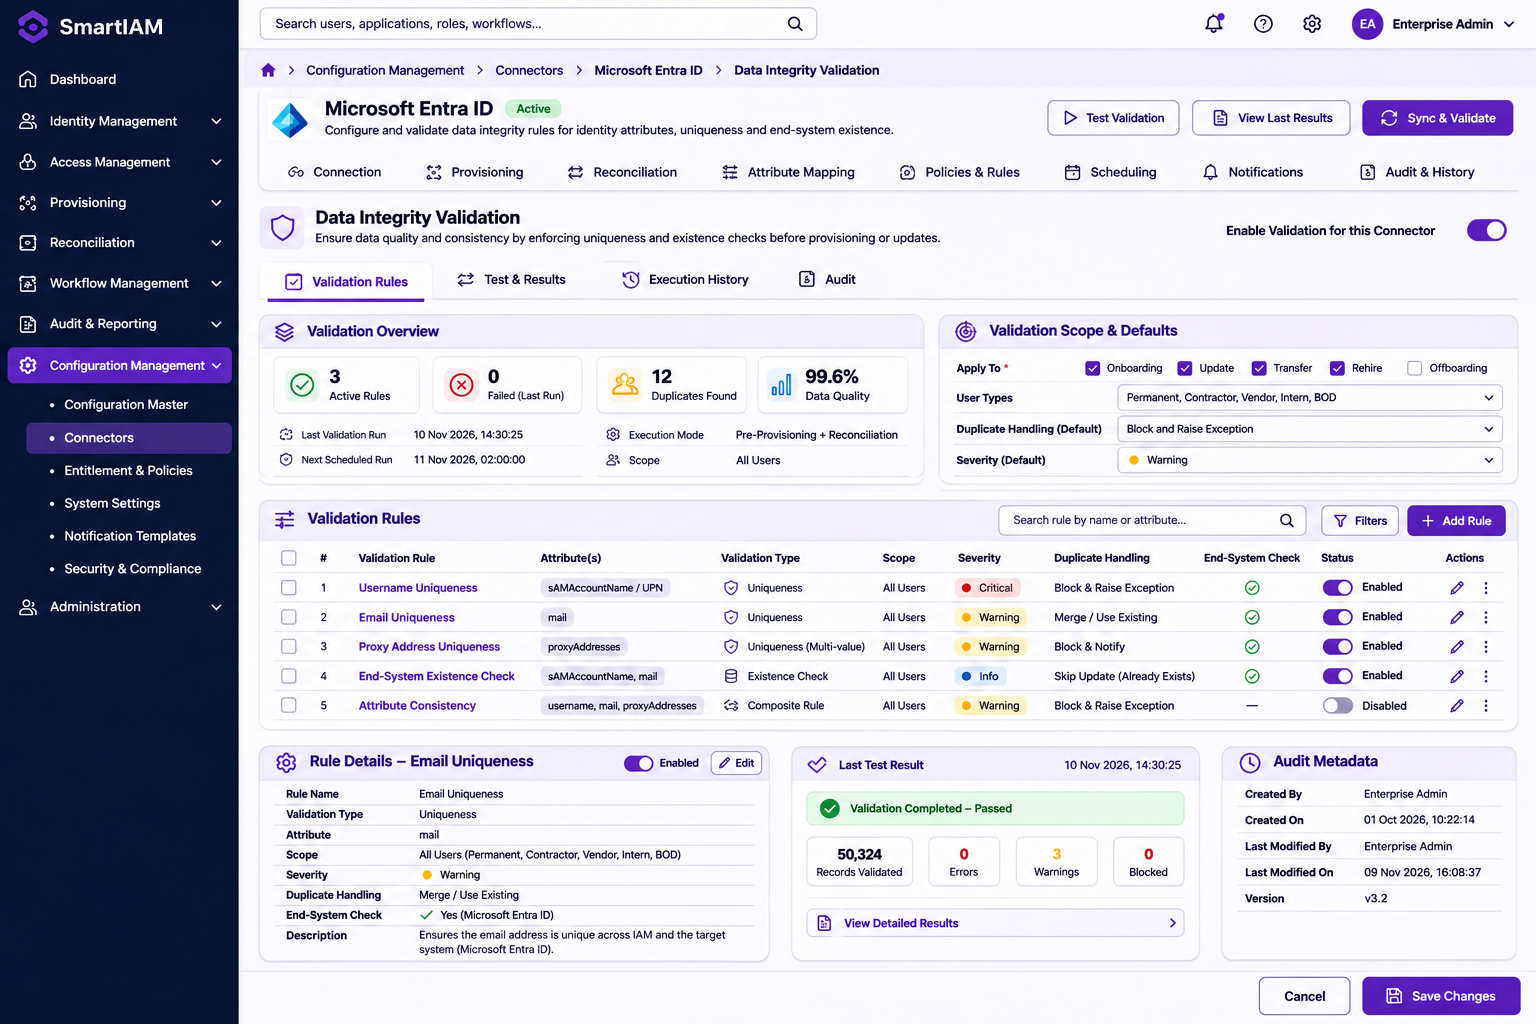 SmartIAM
Search users, applications, roles, workflows...
EA
Enterprise Admin
Dashboard
Identity Management
Access Management
Provisioning
Reconciliation
Workflow Management
Audit & Reporting
Configuration Management
Configuration Master
Connectors
Entitlement & Policies
System Settings
Notification Templates
Security & Compliance
Administration
Configuration Management > Connectors > Microsoft Entra ID > Data Integrity Validation
Microsoft Entra ID Active
Configure and validate data integrity rules for identity attributes, uniqueness and end-system existence.
Test Validation View Last Results Sync & Validate
Connection Provisioning Reconciliation Attribute Mapping Policies & Rules Scheduling Notifications Audit & History
Data Integrity Validation
Ensure data quality and consistency by enforcing uniqueness and existence checks before provisioning or updates.
Enable Validation for this Connector
Validation Rules Test & Results Execution History Audit
Validation Overview
3
Active Rules
0
Failed (Last Run)
12
Duplicates Found
99.6%
Data Quality
Last Validation Run 10 Nov 2026, 14:30:25 Execution Mode Pre-Provisioning + Reconciliation
Next Scheduled Run 11 Nov 2026, 02:00:00 Scope All Users
Validation Scope & Defaults
Apply To * Onboarding Update Transfer Rehire Offboarding
User Types Permanent, Contractor, Vendor, Intern, BOD
Duplicate Handling (Default) Block and Raise Exception
Severity (Default) Warning
Validation Rules
Search rule by name or attribute...
Filters
+ Add Rule
# Validation Rule Attribute(s) Validation Type Scope Severity Duplicate Handling End-System Check Status Actions
1 Username Uniqueness sAMAccountName / UPN Uniqueness All Users Critical Block & Raise Exception Enabled
2 Email Uniqueness mail Uniqueness All Users Warning Merge / Use Existing Enabled
3 Proxy Address Uniqueness proxyAddresses Uniqueness (Multi-value) All Users Warning Block & Notify Enabled
4 End-System Existence Check sAMAccountName, mail Existence Check All Users Info Skip Update (Already Exists) Enabled
5 Attribute Consistency username, mail, proxyAddresses Composite Rule All Users Warning Block & Raise Exception — Disabled
Rule Details – Email Uniqueness Enabled Edit
Rule Name Email Uniqueness
Validation Type Uniqueness
Attribute mail
Scope All Users (Permanent, Contractor, Vendor, Intern, BOD)
Severity Warning
Duplicate Handling Merge / Use Existing
End-System Check Yes (Microsoft Entra ID)
Description Ensures the email address is unique across IAM and the target
system (Microsoft Entra ID).
Last Test Result 10 Nov 2026, 14:30:25
Validation Completed – Passed
50,324
Records Validated
0
Errors
3
Warnings
0
Blocked
View Detailed Results
Audit Metadata
Created By Enterprise Admin
Created On 01 Oct 2026, 10:22:14
Last Modified By Enterprise Admin
Last Modified On 09 Nov 2026, 16:08:37
Version v3.2
Cancel
Save Changes